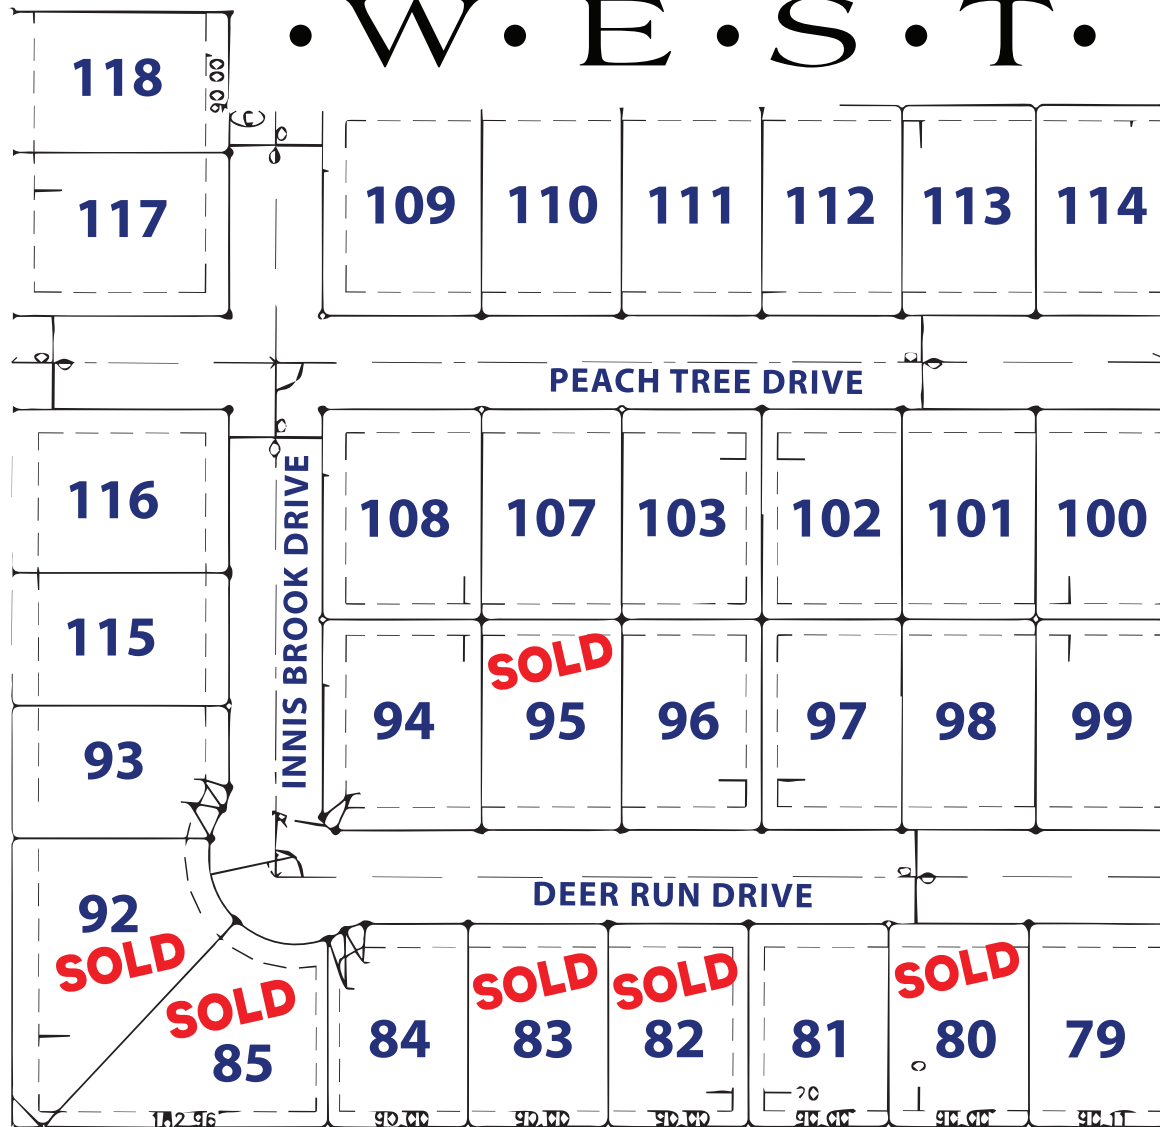 • W • E • S • T •
118
90.00
117
109 110 111 112 113 114
PEACH TREE DRIVE
116
108 107 103 102 101 100
INNIS BROOK DRIVE
115
SOLD
94 95 96 97 98 99
93
DEER RUN DRIVE
92
SOLD
SOLD
85
SOLD SOLD SOLD
84 83 82 81 80 79